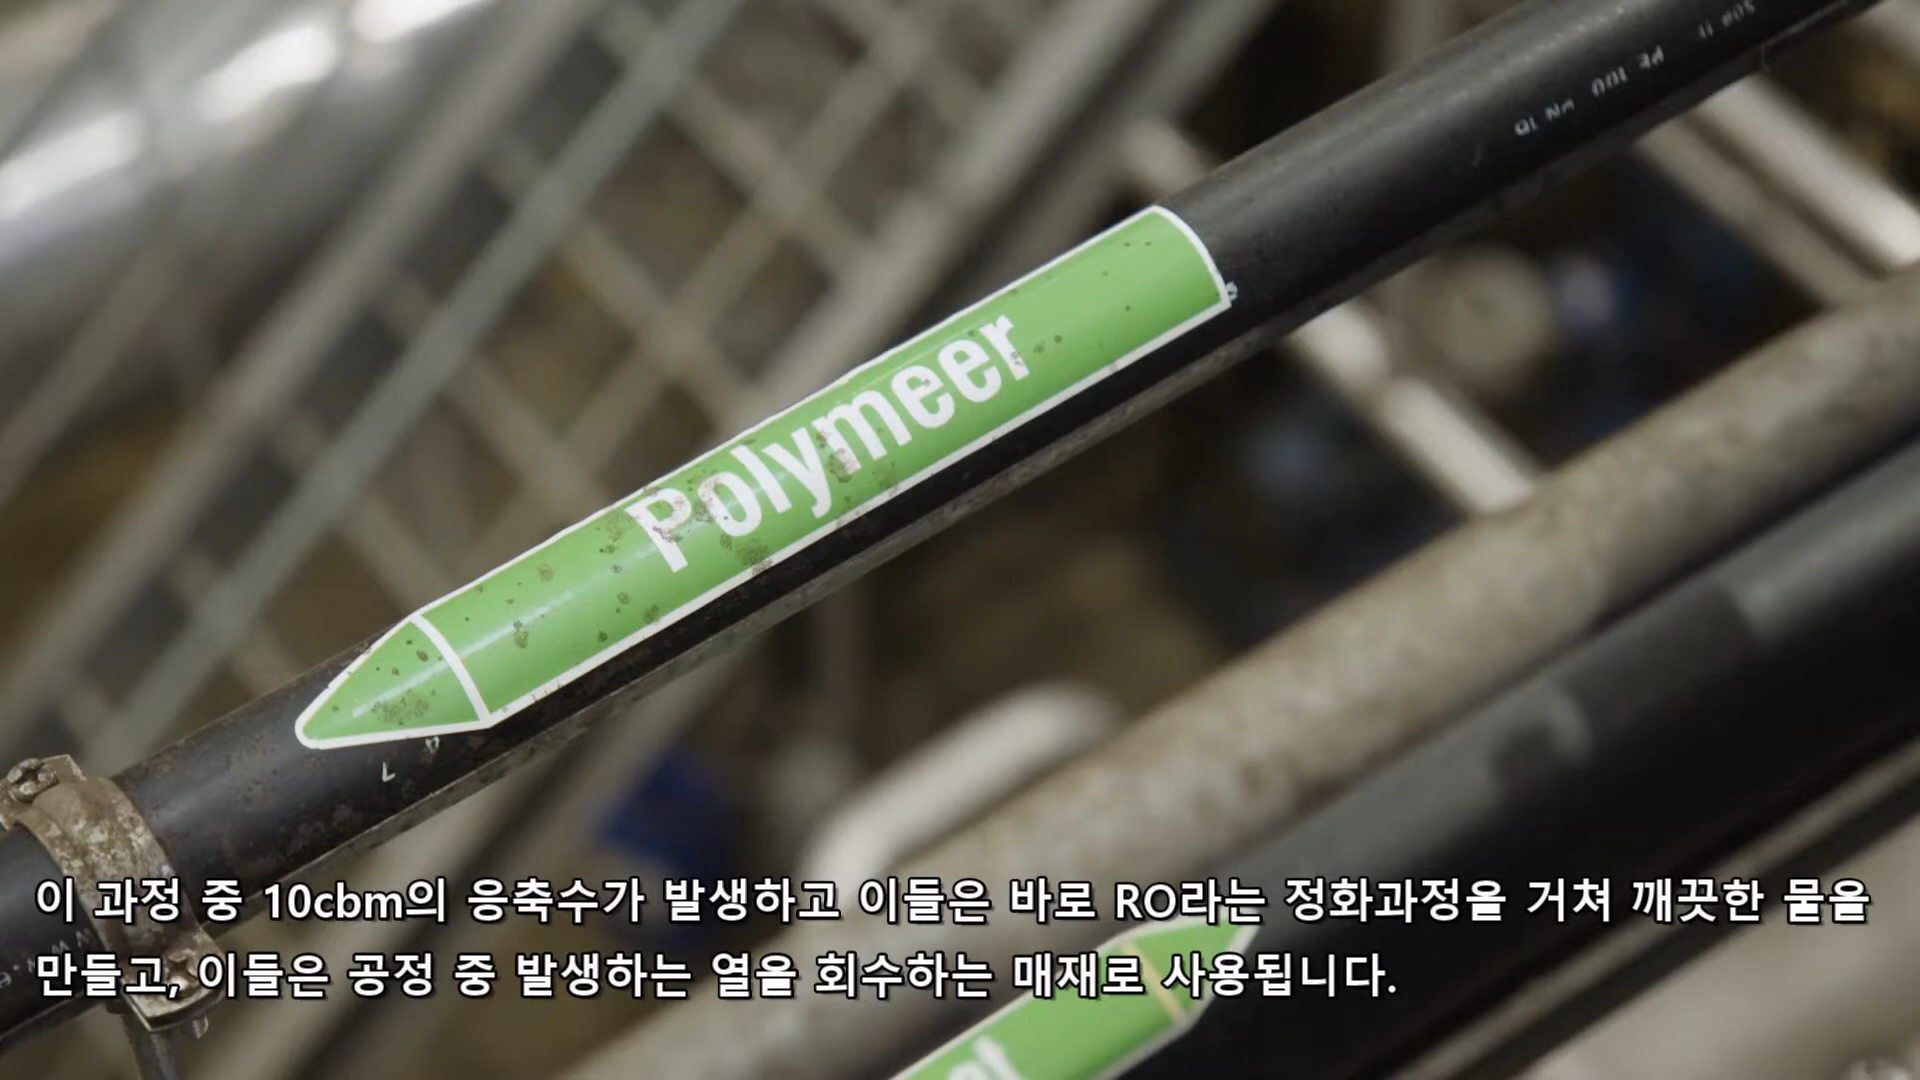 Polymeer
이 과정 중 10cbm의 응축수가 발생하고 이들은 바로 RO라는 정화과정을 거쳐 깨끗한 물을
만들고, 이들은 공정 중 발생하는 열을 회수하는 매재로 사용됩니다.